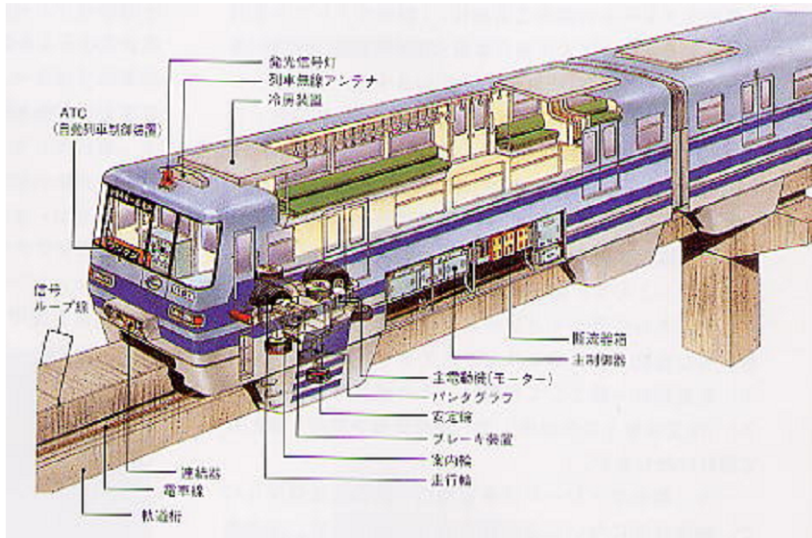 発光信号灯
列車無線アンテナ
冷房装置
ATC
(自動列車制御装置)
信号
ループ線
断流器箱
主制御器
主電動機(モーター)
パンタグラフ
安定輪
ブレーキ装置
案内輪
走行輪
連結器
電車線
軌道桁